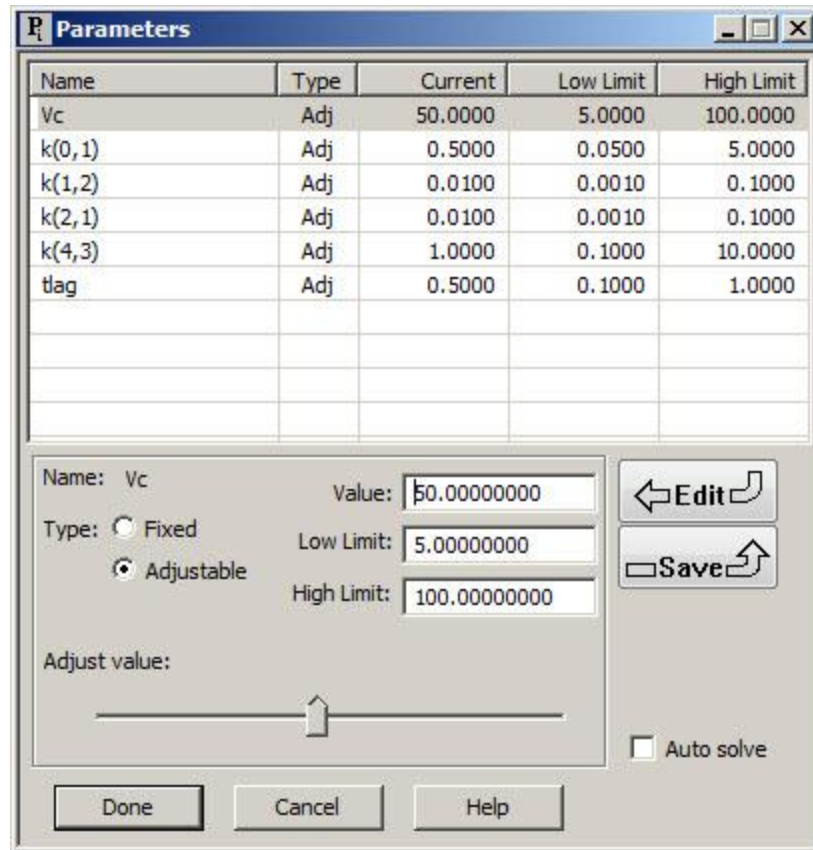 Pi Parameters
Name Type Current Low Limit High Limit
Vc Adj 50.0000 5.0000 100.0000
k(0,1) Adj 0.5000 0.0500 5.0000
k(1,2) Adj 0.0100 0.0010 0.1000
k(2,1) Adj 0.0100 0.0010 0.1000
k(4,3) Adj 1.0000 0.1000 10.0000
tlag Adj 0.5000 0.1000 1.0000
Name: Vc
Value: 50.00000000
Edit
Type: Fixed
Low Limit: 5.00000000
Adjustable
Save
High Limit: 100.00000000
Adjust value:
Auto solve
Done Cancel Help